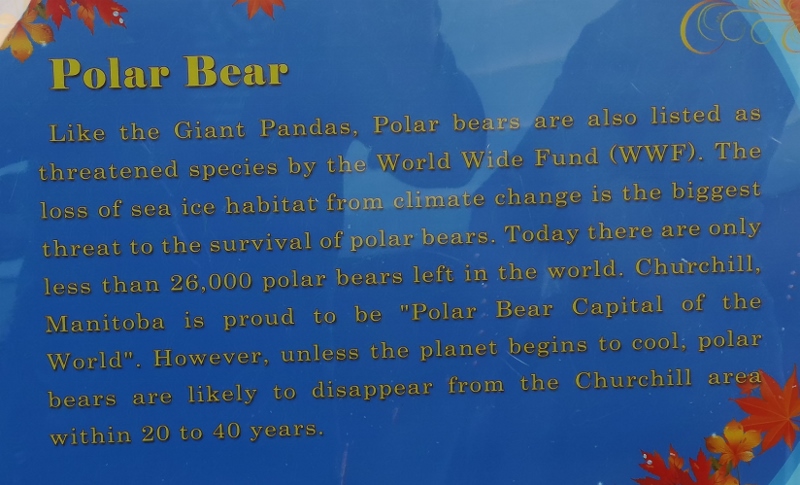 Polar Bear
Like the Giant Pandas, Polar bears are also listed as
threatened species by the World Wide Fund (WWF). The
loss of sea ice habitat from climate change is the biggest
threat to the survival of polar bears. Today there are only
less than 26,000 polar bears left in the world. Churchill,
Manitoba is proud to be "Polar Bear Capital of the
World". However, unless the planet begins to cool, polar
bears are likely to disappear from the Churchill area
within 20 to 40 years.